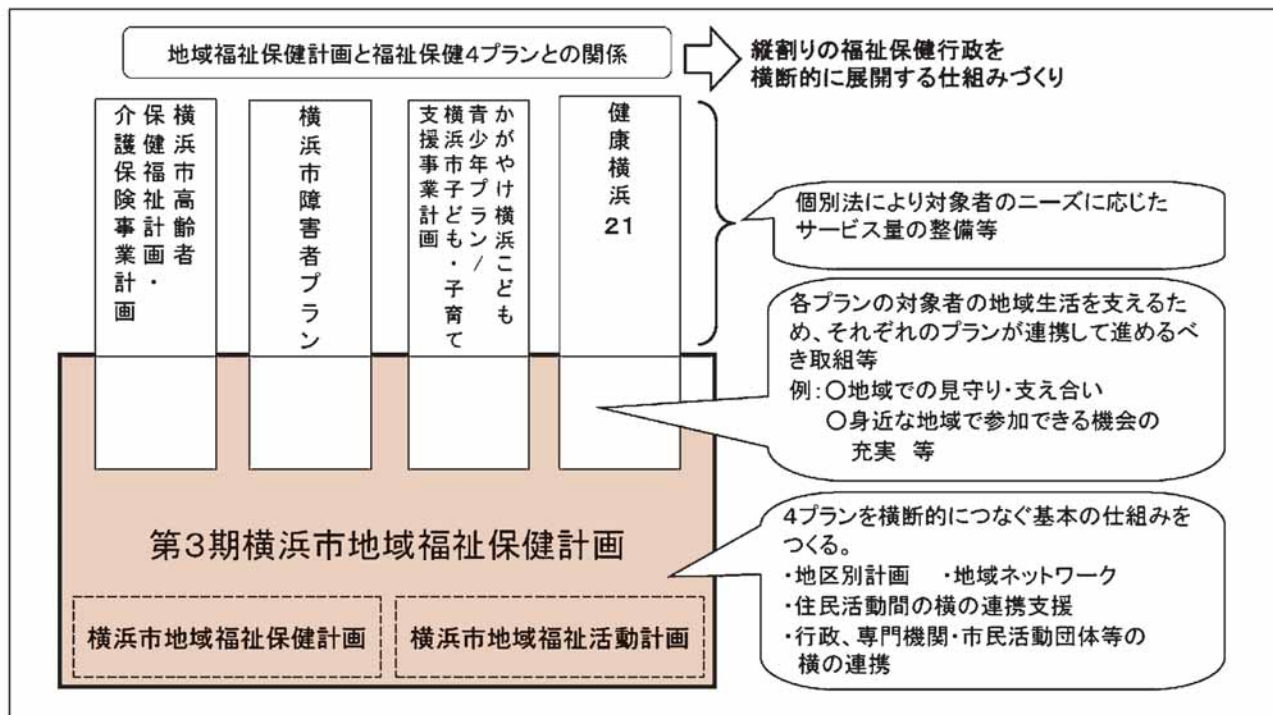 地域福祉保健計画と福祉保健4プランとの関係
縦割りの福祉保健行政を
横断的に展開する仕組みづくり
横浜市高齢者
保健福祉計画・
介護保険事業計画
横浜市障害者プラン
かがやけ横浜こども
青少年プラン/
横浜市子ども・子育て
支援事業計画
健康横浜21
個別法により対象者のニーズに応じた
サービス量の整備等
各プランの対象者の地域生活を支えるた
め、それぞれのプランが連携して進めるべ
き取組等
例:○地域での見守り・支え合い
○身近な地域で参加できる機会の
充実 等
第3期横浜市地域福祉保健計画
4プランを横断的につなぐ基本の仕組みを
つくる。
・地区別計画 ・地域ネットワーク
・住民活動間の横の連携支援
・行政、専門機関・市民活動団体等の
横の連携
横浜市地域福祉保健計画
横浜市地域福祉活動計画